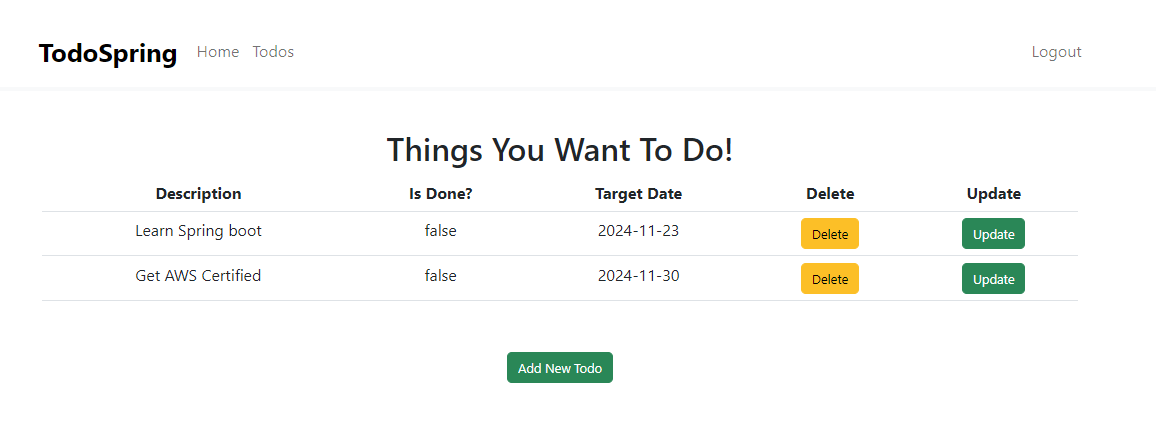 TodoSpring Home Todos Logout
Things You Want To Do!
Description Is Done? Target Date Delete Update
Learn Spring boot false 2024-11-23 Delete Update
Get AWS Certified false 2024-11-30 Delete Update
Add New Todo